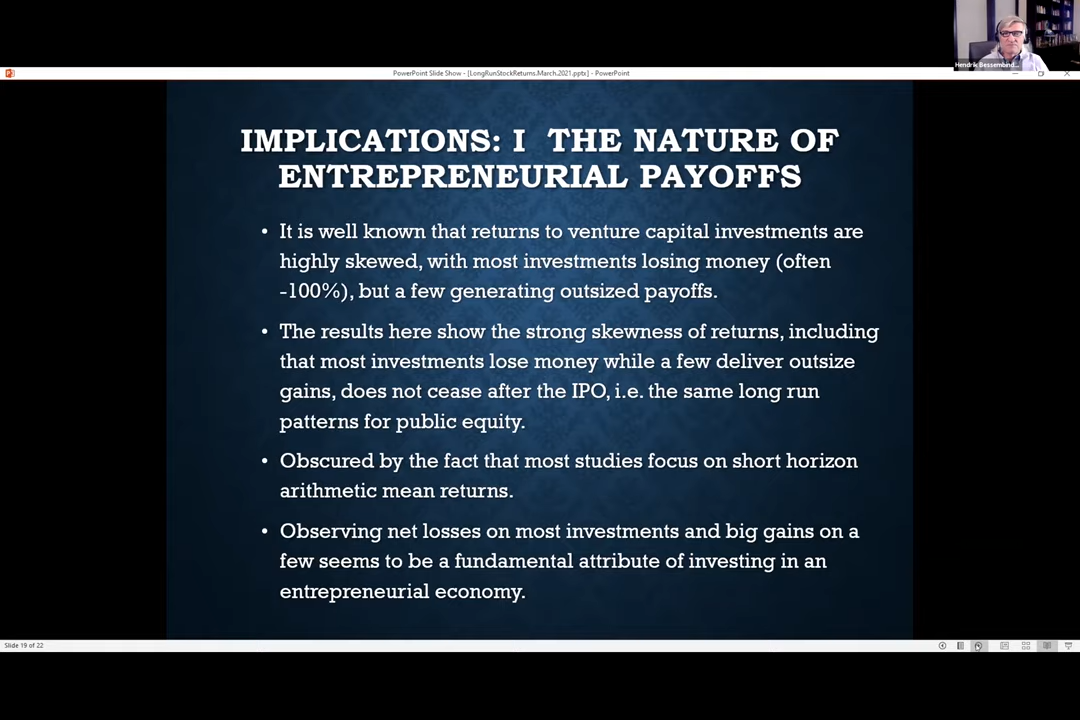 Hendrik Bessembind...
PowerPoint Slide Show - [LongRunStockReturns.March.2021.pptx] - PowerPoint
IMPLICATIONS: I THE NATURE OF
ENTREPRENEURIAL PAYOFFS
• It is well known that returns to venture capital investments are
highly skewed, with most investments losing money (often
-100%), but a few generating outsized payoffs.
• The results here show the strong skewness of returns, including
that most investments lose money while a few deliver outsize
gains, does not cease after the IPO, i.e. the same long run
patterns for public equity.
• Obscured by the fact that most studies focus on short horizon
arithmetic mean returns.
• Observing net losses on most investments and big gains on a
few seems to be a fundamental attribute of investing in an
entrepreneurial economy.
Slide 19 of 22